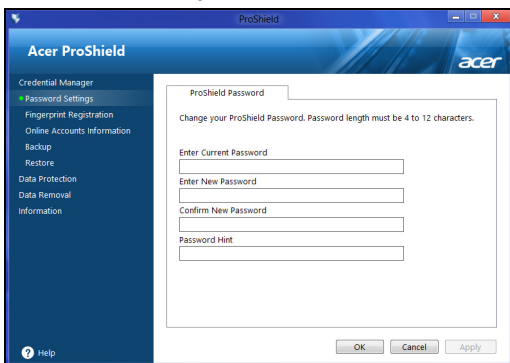 ProShield
Acer ProShield
acer
Credential Manager
Password Settings
Fingerprint Registration
Online Accounts Information
Backup
Restore
Data Protection
Data Removal
Information
Help
ProShield Password
Change your ProShield Password. Password length must be 4 to 12 characters.
Enter Current Password
Enter New Password
Confirm New Password
Password Hint
OK Cancel Apply